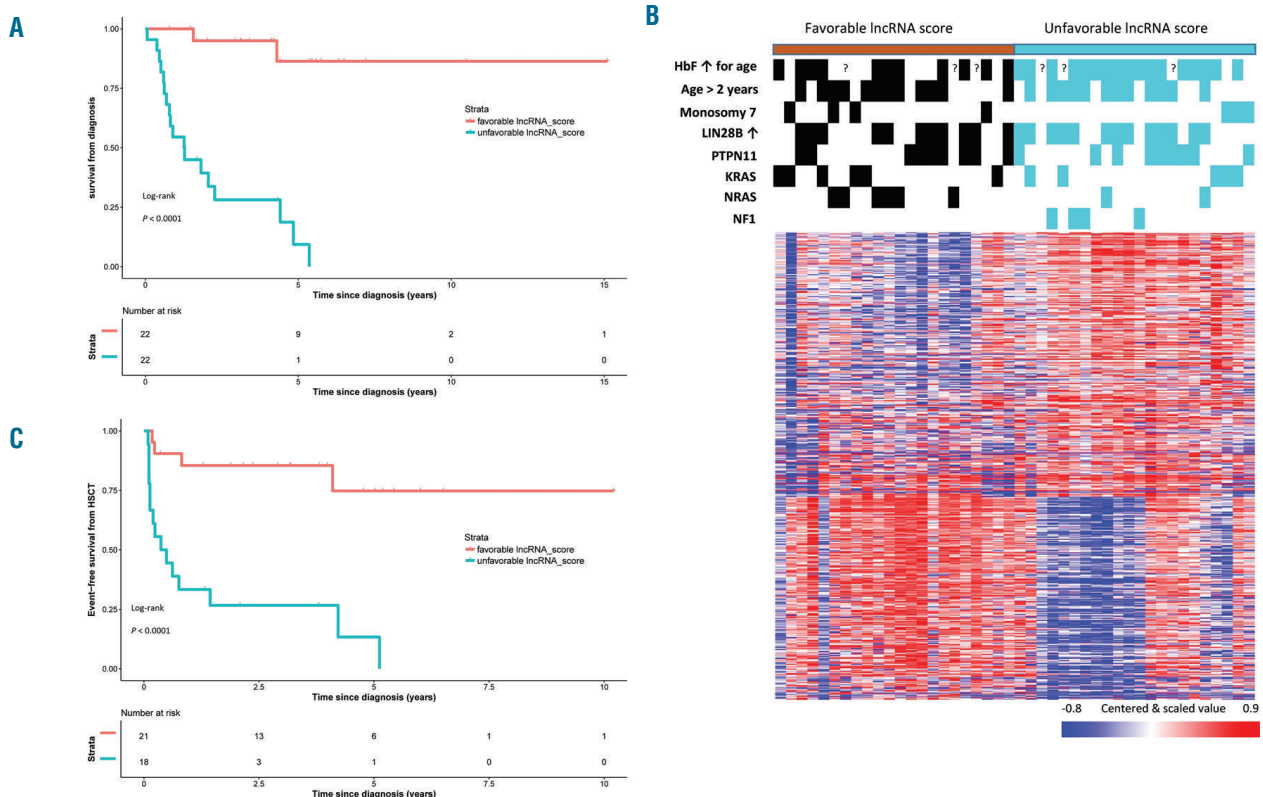 A
1.00
0.75
0.50
0.25
0.00
survival from diagnosis
Strata
favorable lncRNA_score
unfavorable lncRNA_score
Log-rank
P < 0.0001
0
5
10
15
Time since diagnosis (years)
Number at risk
Strata
22 9 2 1
22 1 0 0
0 5 10 15
Time since diagnosis (years)
C
1.00
0.75
0.50
0.25
0.00
Event-free survival from HSCT
Strata
favorable lncRNA_score
unfavorable lncRNA_score
Log-rank
P < 0.0001
0 2.5 5 7.5 10
Time since diagnosis (years)
Number at risk
Strata
21 13 6 1 1
18 3 1 0 0
0 2.5 5 7.5 10
Time since diagnosis (years)
B
Favorable lncRNA score Unfavorable lncRNA score
HbF ↑ for age ? ? ? ? ? ?
Age > 2 years
Monosomy 7
LIN28B ↑
PTPN11
KRAS
NRAS
NF1
-0.8 Centered & scaled value 0.9